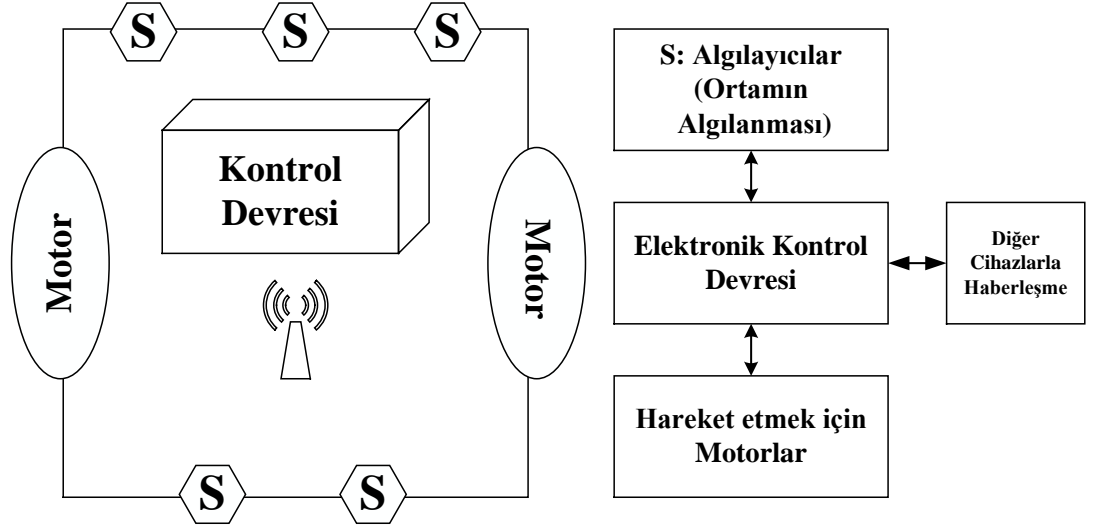 S
S
S
Kontrol
Devresi
Motor
Motor
S
S
S: Algılayıcılar
(Ortamın
Algılanması)
Elektronik Kontrol
Devresi
Diğer
Cihazlarla
Haberleşme
Hareket etmek için
Motorlar